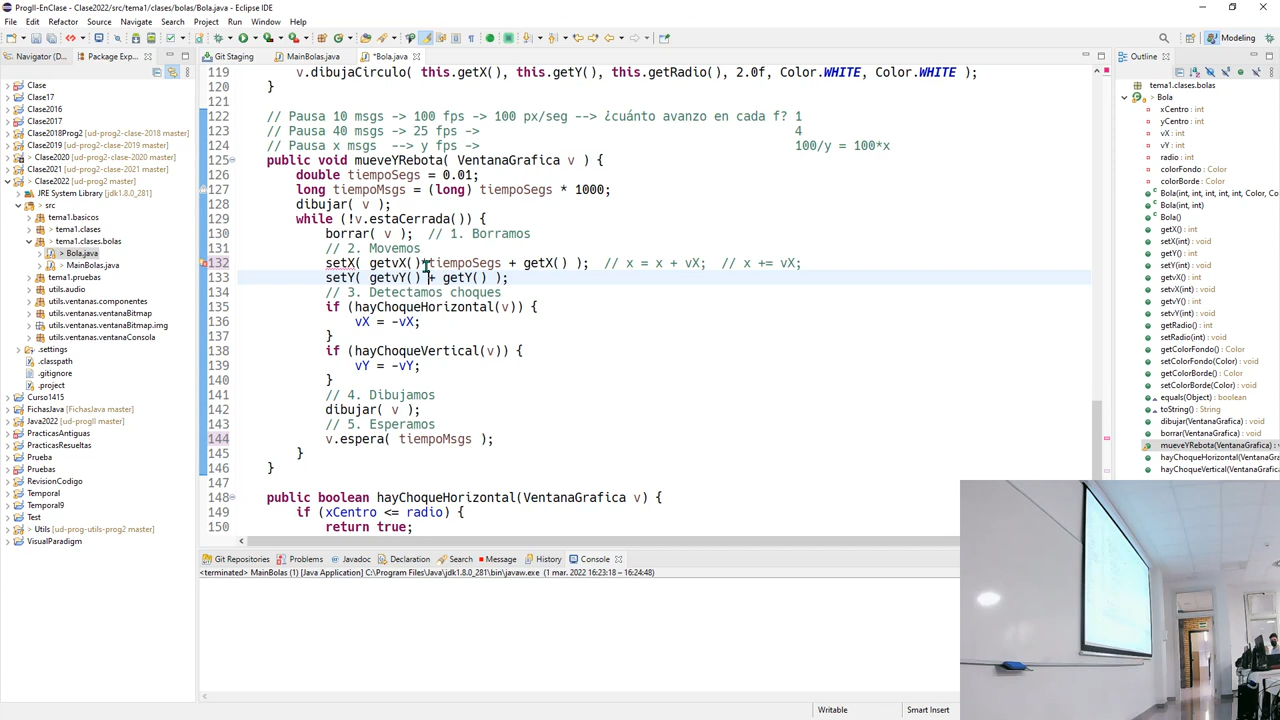 ProgII-EnClase - Clase2022/src/tema1/clases/bolas/Bola.java - Eclipse IDE
File Edit Refactor Source Navigate Search Project Run Window Help
Modeling
Navigator (D...
Package Exp...
Git Staging
MainBolas.java
*Bola.java
Outline
Clase
Clase17
Clase2016
Clase2017
Clase2018Prog2 [ud-prog2-clase-2018 master]
Clase2019 [ud-prog2-clase-2019 master]
> Clase2020 [ud-prog2-clase-2020 master]
Clase2021 [ud-prog2-clase-2021 master]
> Clase2022 [ud-prog2-clase-2022 master]
JRE System Library [jdk1.8.0_281]
> src
tema1.basicos
> tema1.clases
> tema1.clases.bolas
> Bola.java
> MainBolas.java
tema1.pruebas
utils.audio
utils.ventanas.componentes
utils.ventanas.ventanaBitmap
utils.ventanas.ventanaBitmap.img
utils.ventanas.ventanaConsola
.settings
.classpath
.gitignore
.project
Curso1415
FichasJava [FichasJava master]
Java2022 [ud-progII master]
PracticasAntiguas
PracticasResueltas
Prueba
Pruebas
RevisionCodigo
Temporal
Temporal9
Test
> Utils [ud-prog-utils-prog2 master]
VisualParadigm
119 v.dibujaCirculo( this.getX(), this.getY(), this.getRadio(), 2.0f, Color.WHITE, Color.WHITE );
120 }
121
122 // Pausa 10 msgs -> 100 fps -> 100 px/seg --> ¿cuánto avanzo en cada f? 1
123 // Pausa 40 msgs -> 25 fps -> 4
124 // Pausa x msgs --> y fps -> 100/y = 100*x
125 public void mueveYRebota( VentanaGrafica v ) {
126 double tiempoSegs = 0.01;
127 long tiempoMsgs = (long) tiempoSegs * 1000;
128 dibujar( v );
129 while (!v.estaCerrada()) {
130 borrar( v ); // 1. Borramos
131 // 2. Movemos
132 setX( getvX()*tiempoSegs + getX() ); // x = x + vX; // x += vX;
133 setY( getvY() + getY() );
134 // 3. Detectamos choques
135 if (hayChoqueHorizontal(v)) {
136 vX = -vX;
137 }
138 if (hayChoqueVertical(v)) {
139 vY = -vY;
140 }
141 // 4. Dibujamos
142 dibujar( v );
143 // 5. Esperamos
144 v.espera( tiempoMsgs );
145 }
146 }
147
148 public boolean hayChoqueHorizontal(VentanaGrafica v) {
149 if (xCentro <= radio) {
150 return true;
tema1.clases.bolas
Bola
xCentro : int
yCentro : int
vX : int
vY : int
radio : int
colorFondo : Color
colorBorde : Color
Bola(int, int, int, int, int, Color
Bola(int, int)
Bola()
getX() : int
setX(int) : void
getY() : int
setY(int) : void
getvX() : int
setvX(int) : void
getvY() : int
setvY(int) : void
getRadio() : int
setRadio(int) : void
getColorFondo() : Color
setColorFondo(Color) : void
getColorBorde() : Color
setColorBorde(Color) : void
equals(Object) : boolean
toString() : String
dibujar(VentanaGrafica) : void
borrar(VentanaGrafica) : void
mueveYRebota(VentanaGrafica) :
hayChoqueHorizontal(VentanaGr
hayChoqueVertical(VentanaGrafi
Git Repositories
Problems
Javadoc
Declaration
Search
Message
History
Console
<terminated> MainBolas (1) [Java Application] C:\Program Files\Java\jdk1.8.0_281\bin\javaw.exe (1 mar. 2022 16:23:18 – 16:24:48)
Writable
Smart Insert